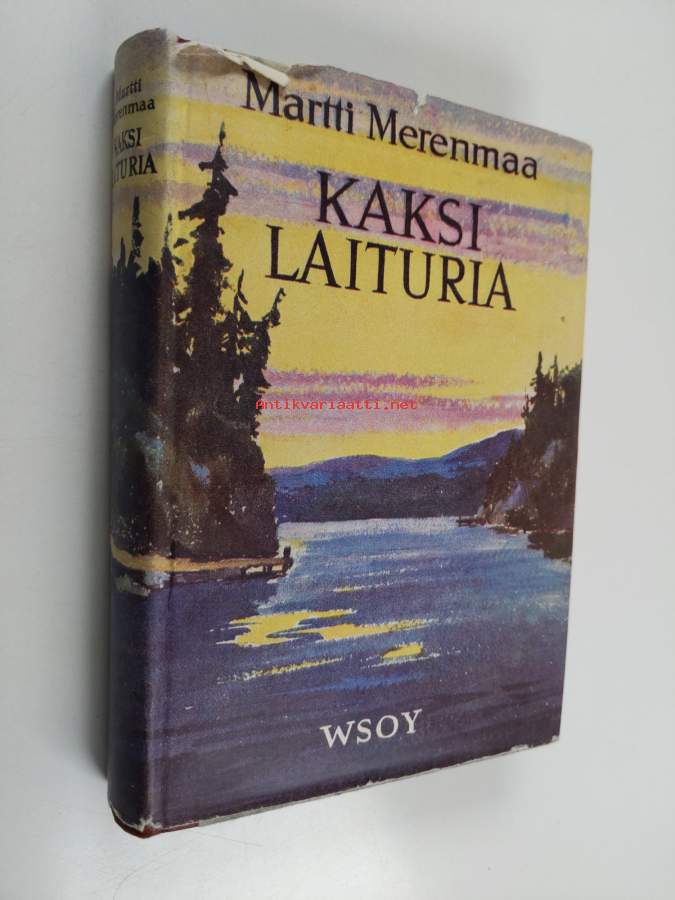 Martti
Merenmaa
KAKSI
LAITURIA
Martti Merenmaa
KAKSI
LAITURIA
Antikvariaatti.net
WSOY